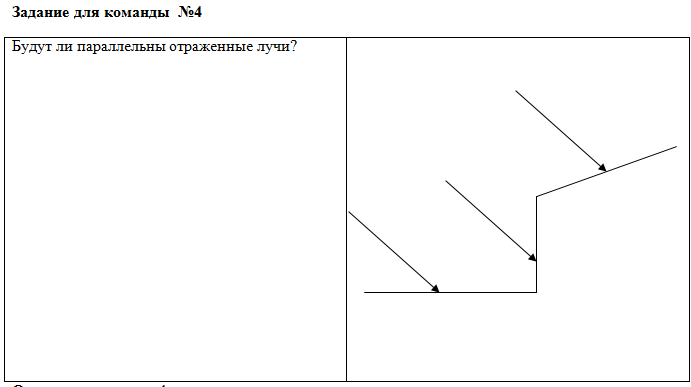 Задание для команды №4
Будут ли параллельны отраженные лучи?